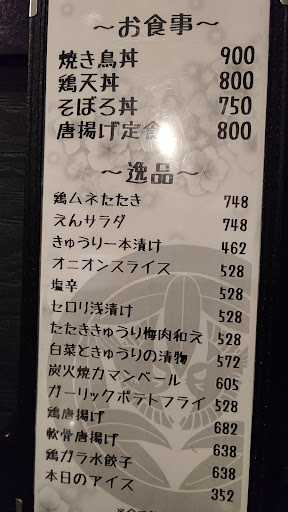 ～お食事～
焼き鳥丼 900
鶏天丼 800
そぼろ丼 750
唐揚げ定食 800
～逸品～
鶏ムネたたき 748
えんサラダ 748
きゅうり一本漬け 462
オニオンスライス 528
塩辛 528
セロリ浅漬け 528
たたききゅうり梅肉和え 528
白菜ときゅうりの漬物 572
炭火焼カマンベール 605
ガーリックポテトフライ 528
鶏唐揚げ 682
軟骨唐揚げ 638
鶏ガラ水餃子 638
本日のアイス 352